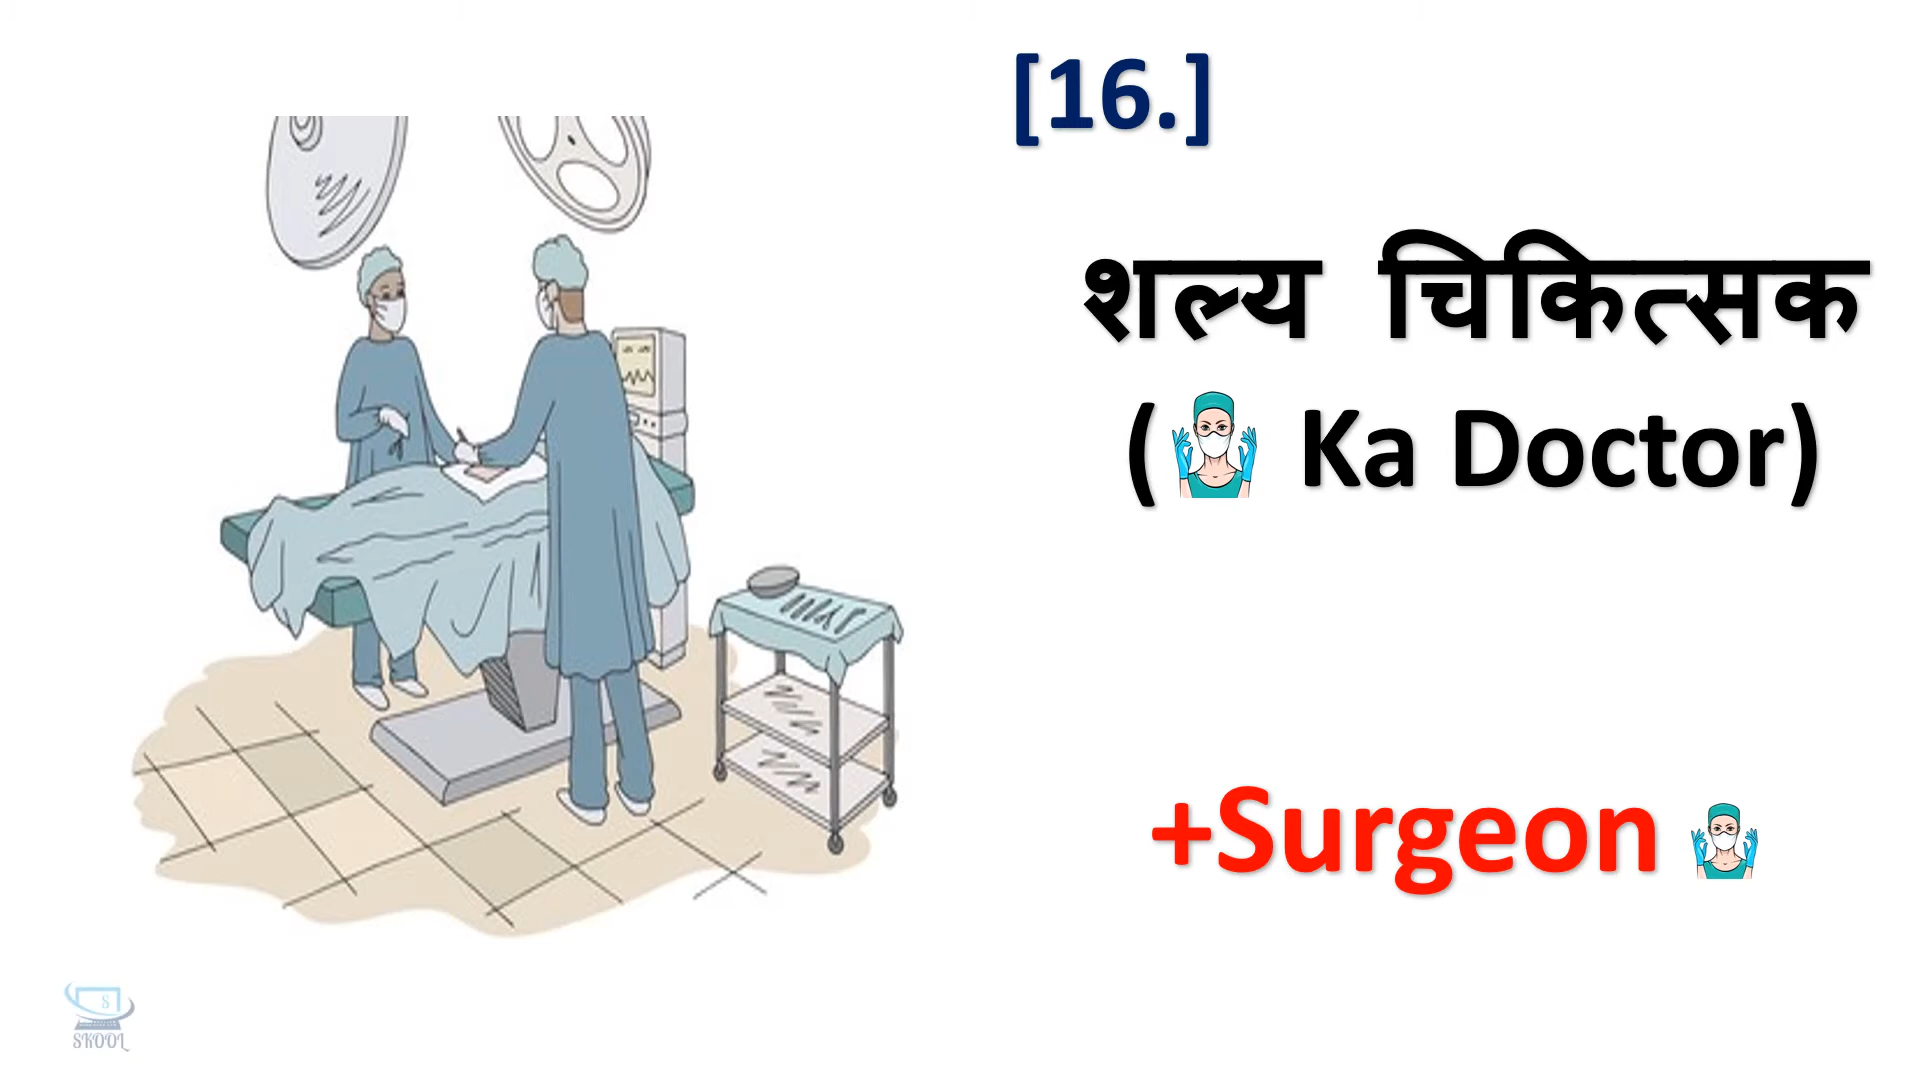 [16.]
शल्य चिकित्सक
( Ka Doctor)
+Surgeon
S
SKOOL